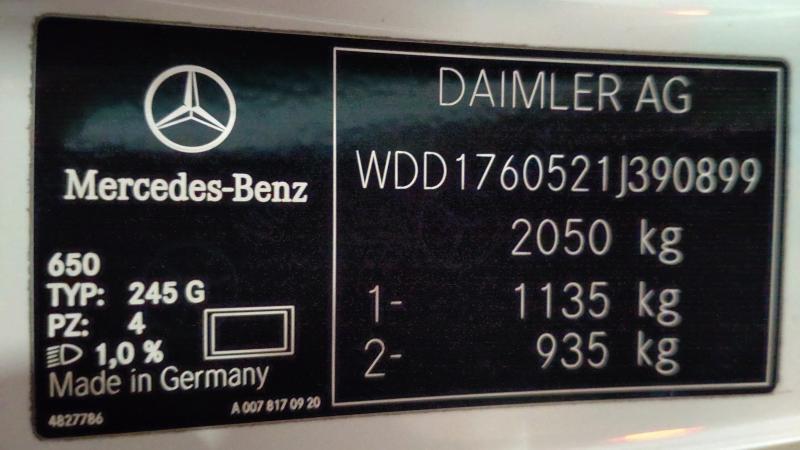 Mercedes-Benz
650
TYP: 245 G
PZ: 4
1,0 %
Made in Germany
4827786
A 007 817 09 20
DAIMLER AG
WDD1760521J390899
2050 kg
1- 1135 kg
2- 935 kg